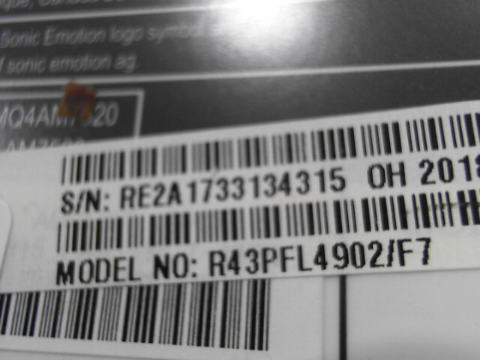 Sonic Emotion logo symbol
sonic emotion ag.
S/N: RE2A1733134315 OH 2018
MODEL NO: R43PFL4902/F7